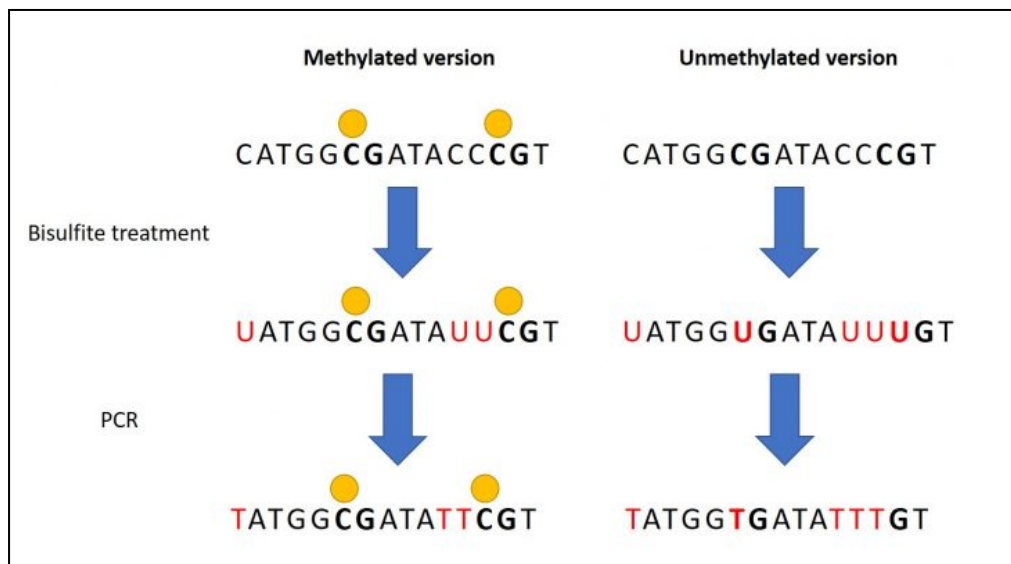 Methylated version
Unmethylated version
CATGGCGATACCCGT
CATGGCGATACCCGT
Bisulfite treatment
UATGGCGATAUUCGT
UATGGUGATAUUUGT
PCR
TATGGCGATATTCGT
TATGGTGATATTTGT